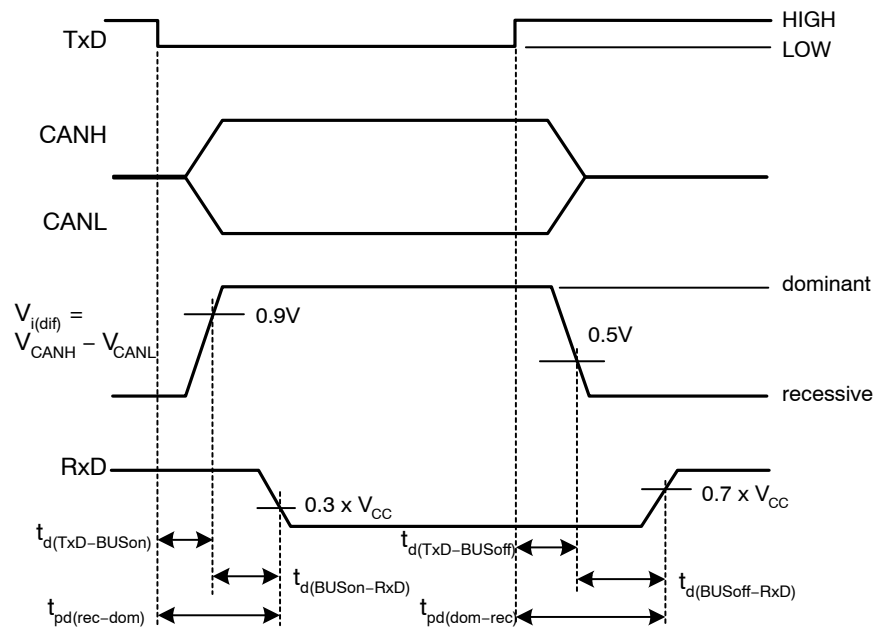 TxD
HIGH
LOW
CANH
CANL
dominant
V_i(dif) =
V_CANH − V_CANL
0.9V
0.5V
recessive
RxD
0.3 x V_CC
0.7 x V_CC
t_d(TxD−BUSon)
t_d(TxD−BUSoff)
t_d(BUSon−RxD)
t_d(BUSoff−RxD)
t_pd(rec−dom)
t_pd(dom−rec)